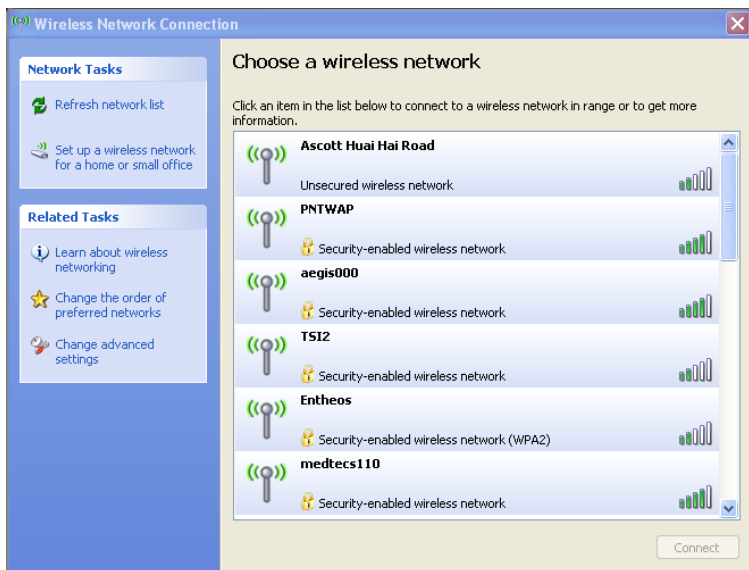 Wireless Network Connection
Network Tasks
Refresh network list
Set up a wireless network
for a home or small office
Related Tasks
Learn about wireless
networking
Change the order of
preferred networks
Change advanced
settings
Choose a wireless network
Click an item in the list below to connect to a wireless network in range or to get more
information.
Ascott Huai Hai Road
Unsecured wireless network
PNTWAP
Security-enabled wireless network
aegis000
Security-enabled wireless network
TSI2
Security-enabled wireless network
Entheos
Security-enabled wireless network (WPA2)
medtecs110
Security-enabled wireless network
Connect